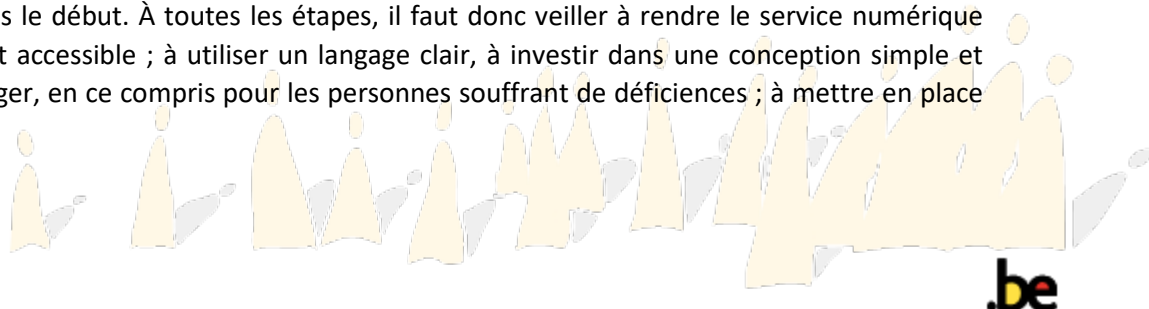 s le début. À toutes les étapes, il faut donc veiller à rendre le service numérique
t accessible ; à utiliser un langage clair, à investir dans une conception simple et
ger, en ce compris pour les personnes souffrant de déficiences ; à mettre en place
.be